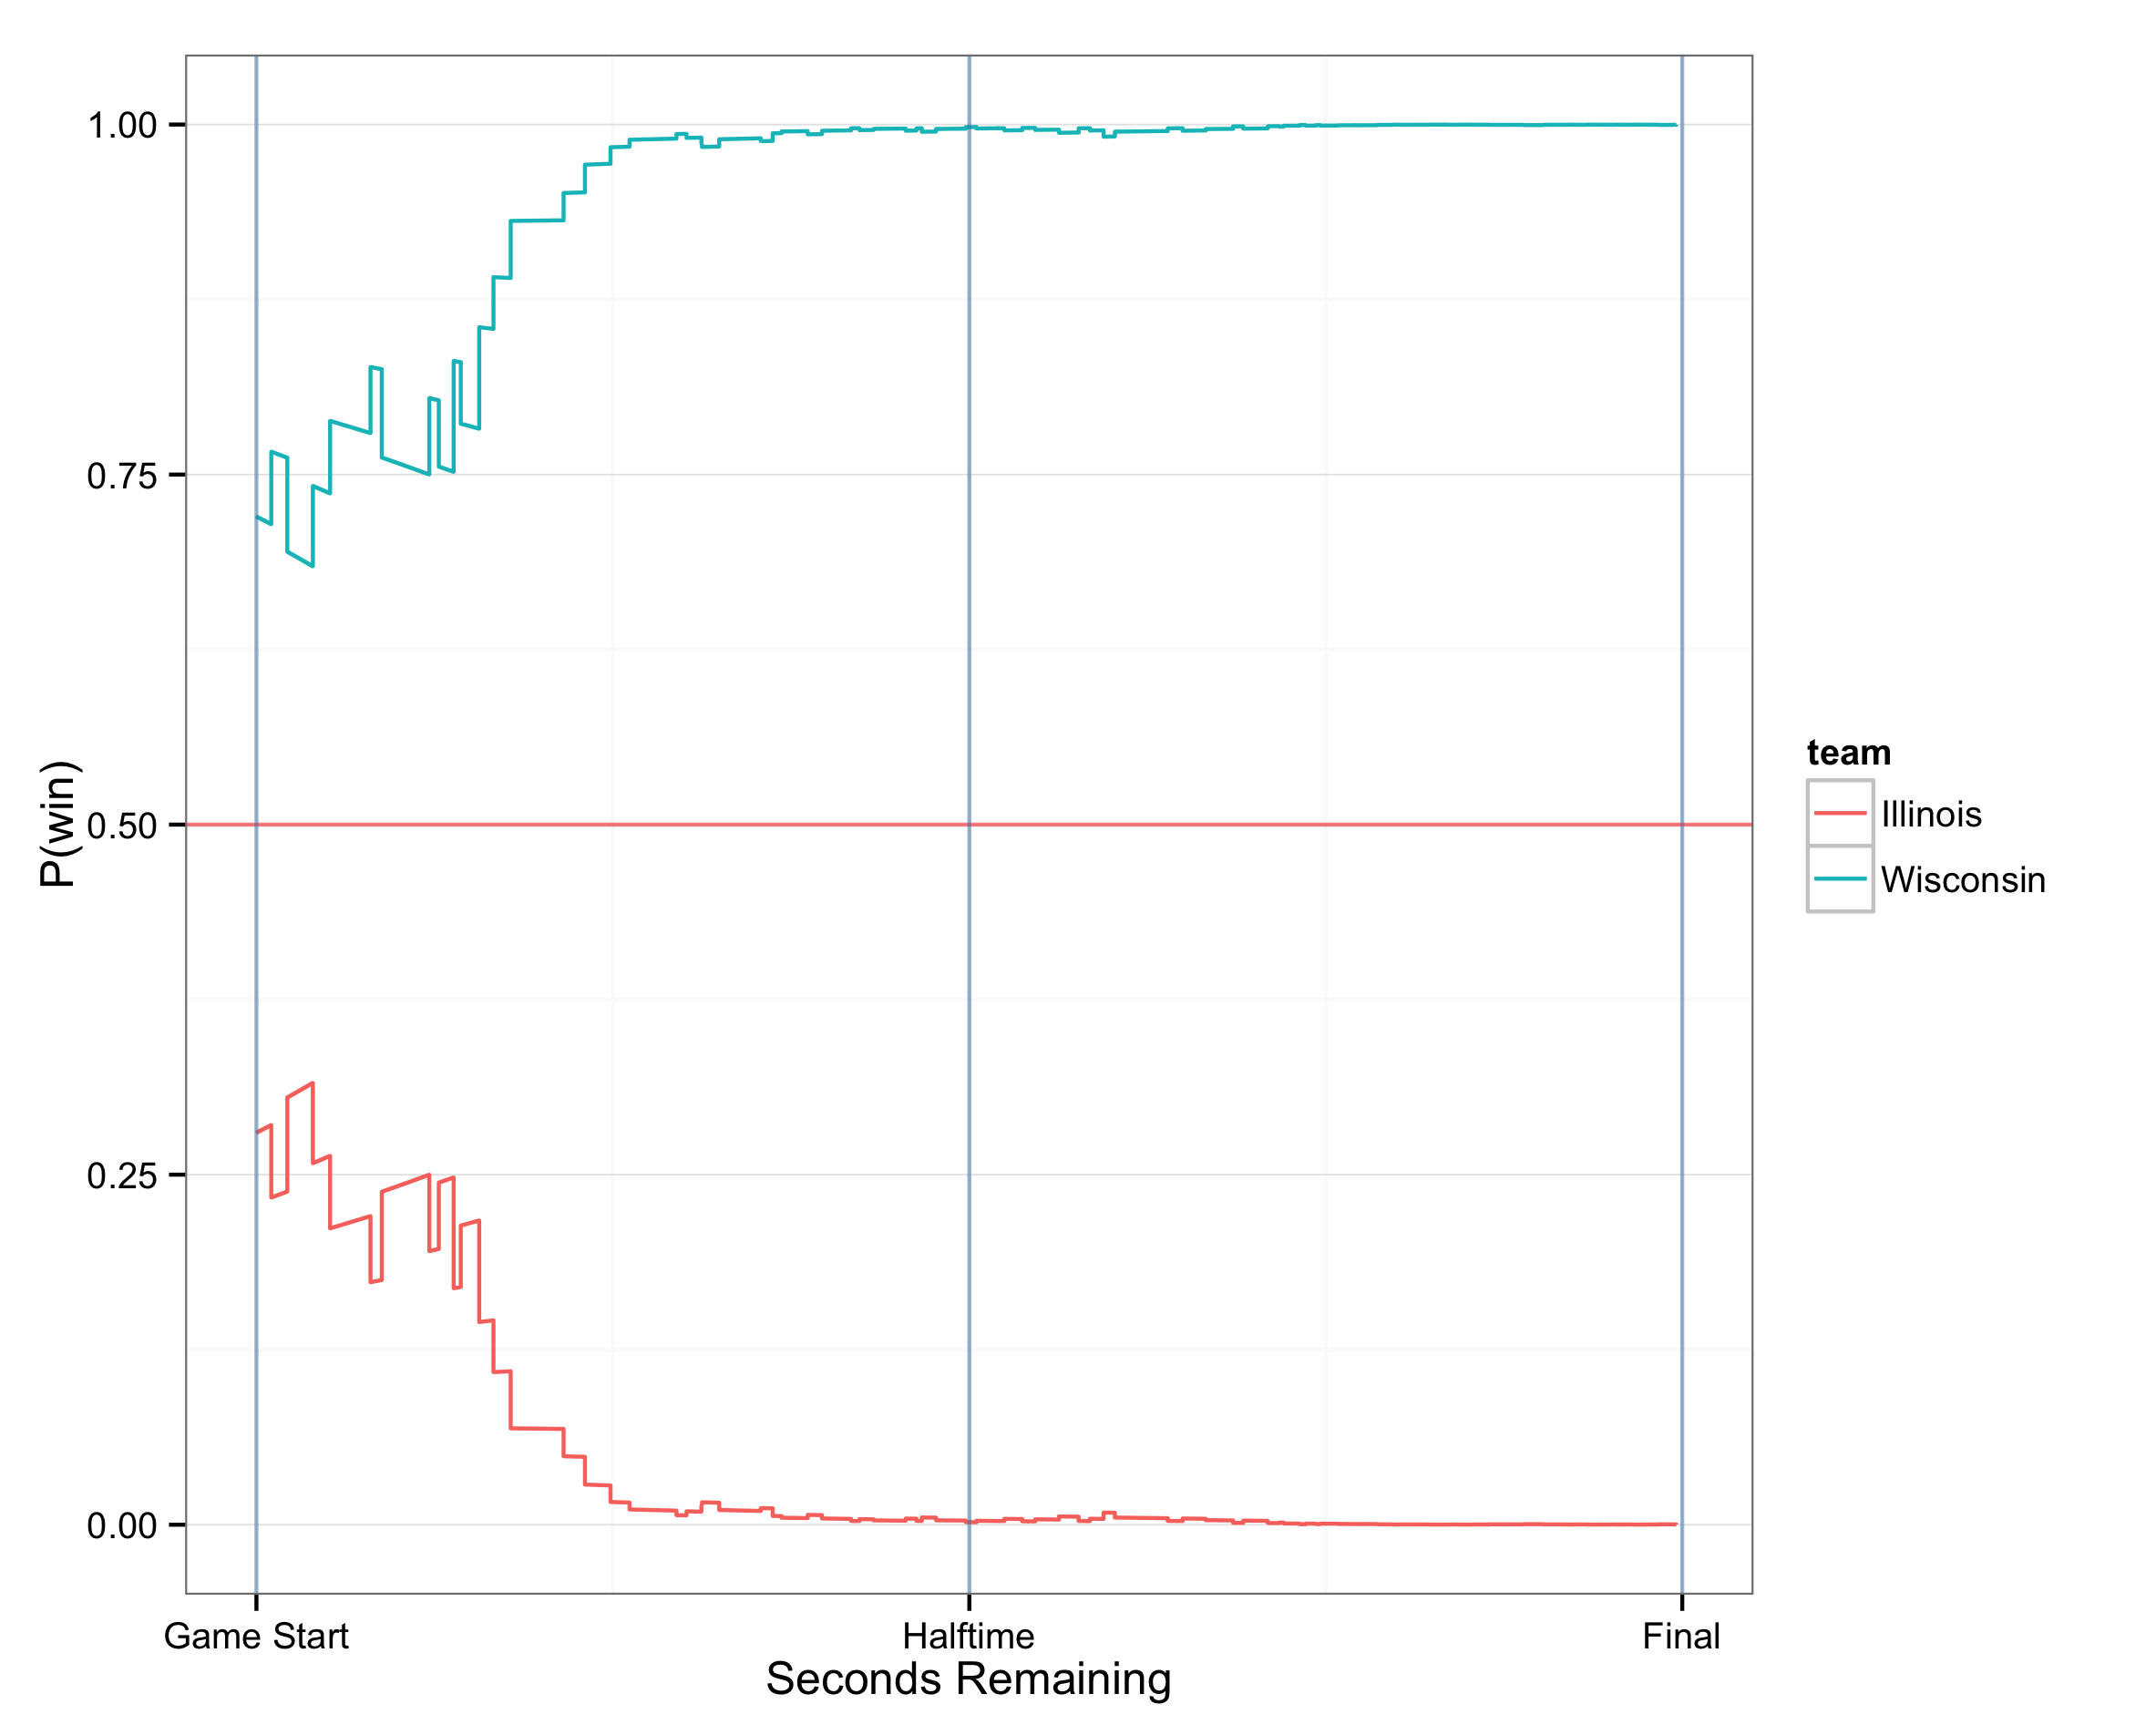 1.00
0.75
0.50
0.25
0.00
P(win)
Game Start
Halftime
Final
Seconds Remaining
team
Illinois
Wisconsin